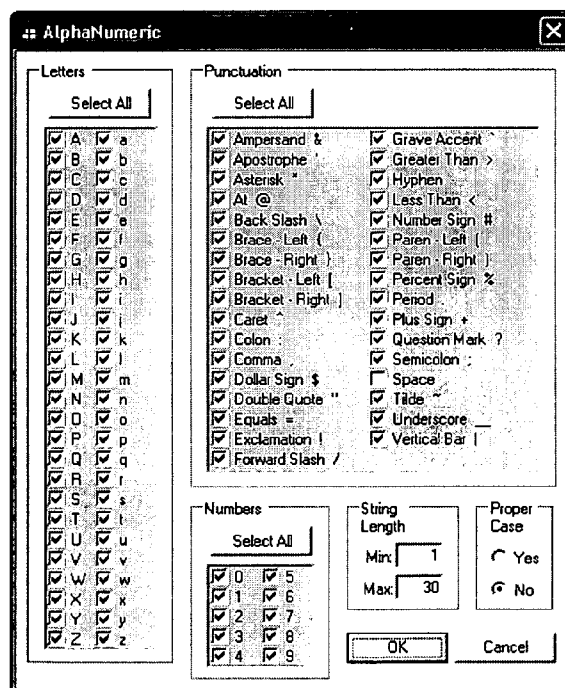 AlphaNumeric
Letters
Select All
A a
B b
C c
D d
E e
F f
G g
H h
I i
J j
K k
L l
M m
N n
O o
P p
Q q
R r
S s
T t
U u
V v
W w
X x
Y y
Z z
Punctuation
Select All
Ampersand &
Apostrophe '
Asterisk *
At @
Back Slash \
Brace - Left {
Brace - Right }
Bracket - Left [
Bracket - Right ]
Caret ^
Colon :
Comma ,
Dollar Sign $
Double Quote "
Equals =
Exclamation !
Forward Slash /
Grave Accent `
Greater Than >
Hyphen
Less Than <
Number Sign #
Paren - Left (
Paren - Right )
Percent Sign %
Period .
Plus Sign +
Question Mark ?
Semicolon ;
Space
Tilde ~
Underscore _
Vertical Bar |
Numbers
Select All
0 5
1 6
2 7
3 8
4 9
String Length
Min: 1
Max: 30
Proper Case
Yes
No
OK
Cancel